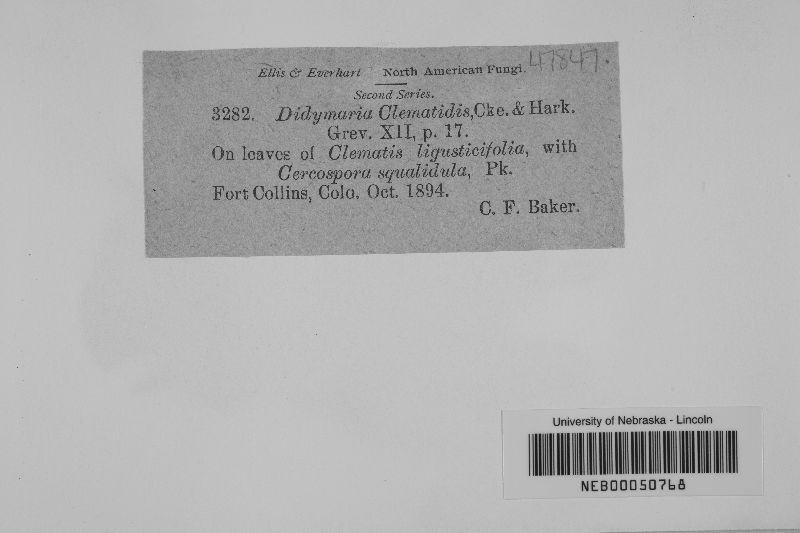 Ellis & Everhart North American Fungi. 47847.
Second Series.
3282. Didymaria Clematidis, Cke. & Hark.
Grev. XII, p. 17.
On leaves of Clematis ligusticifolia, with
Cercospora squalidula, Pk.
Fort Collins, Colo. Oct. 1894.
C. F. Baker.
University of Nebraska - Lincoln
NEB00050768